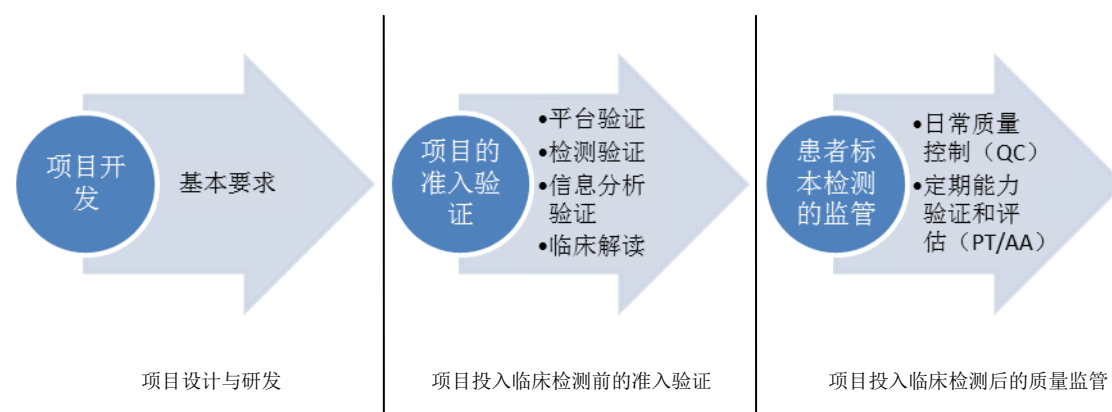 项目开
发
基本要求
项目设计与研发
项目的
准入验
证
•平台验证
•检测验证
•信息分析
验证
•临床解读
项目投入临床检测前的准入验证
患者标
本检测
的监管
•日常质量
控制（QC）
•定期能力
验证和评
估（PT/AA）
项目投入临床检测后的质量监管